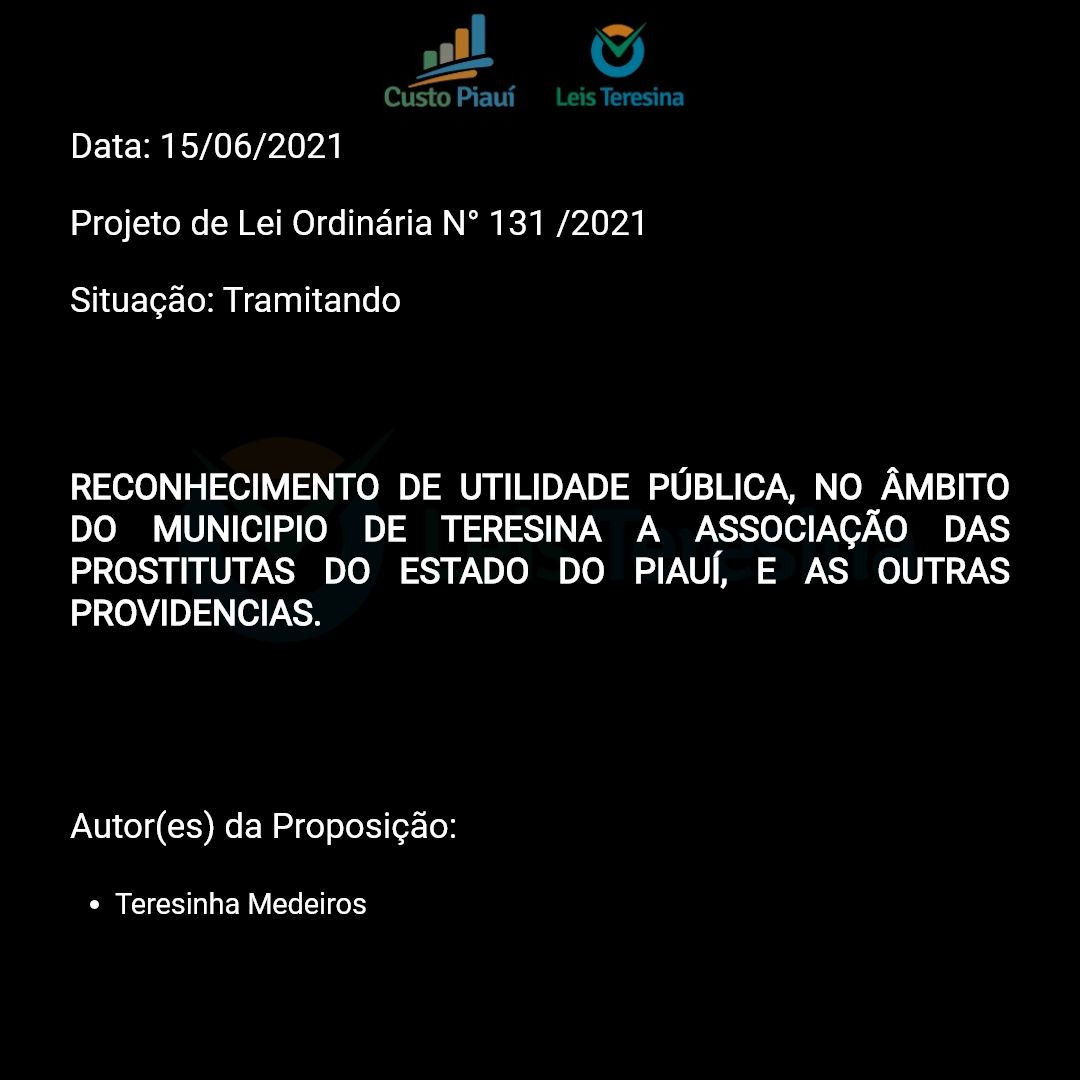 Custo Piauí Leis Teresina
Data: 15/06/2021
Projeto de Lei Ordinária N° 131 /2021
Situação: Tramitando
RECONHECIMENTO DE UTILIDADE PÚBLICA, NO ÂMBITO
DO MUNICIPIO DE TERESINA A ASSOCIAÇÃO DAS
PROSTITUTAS DO ESTADO DO PIAUÍ, E AS OUTRAS
PROVIDENCIAS.
Leis Teresina
Autor(es) da Proposição:
• Teresinha Medeiros